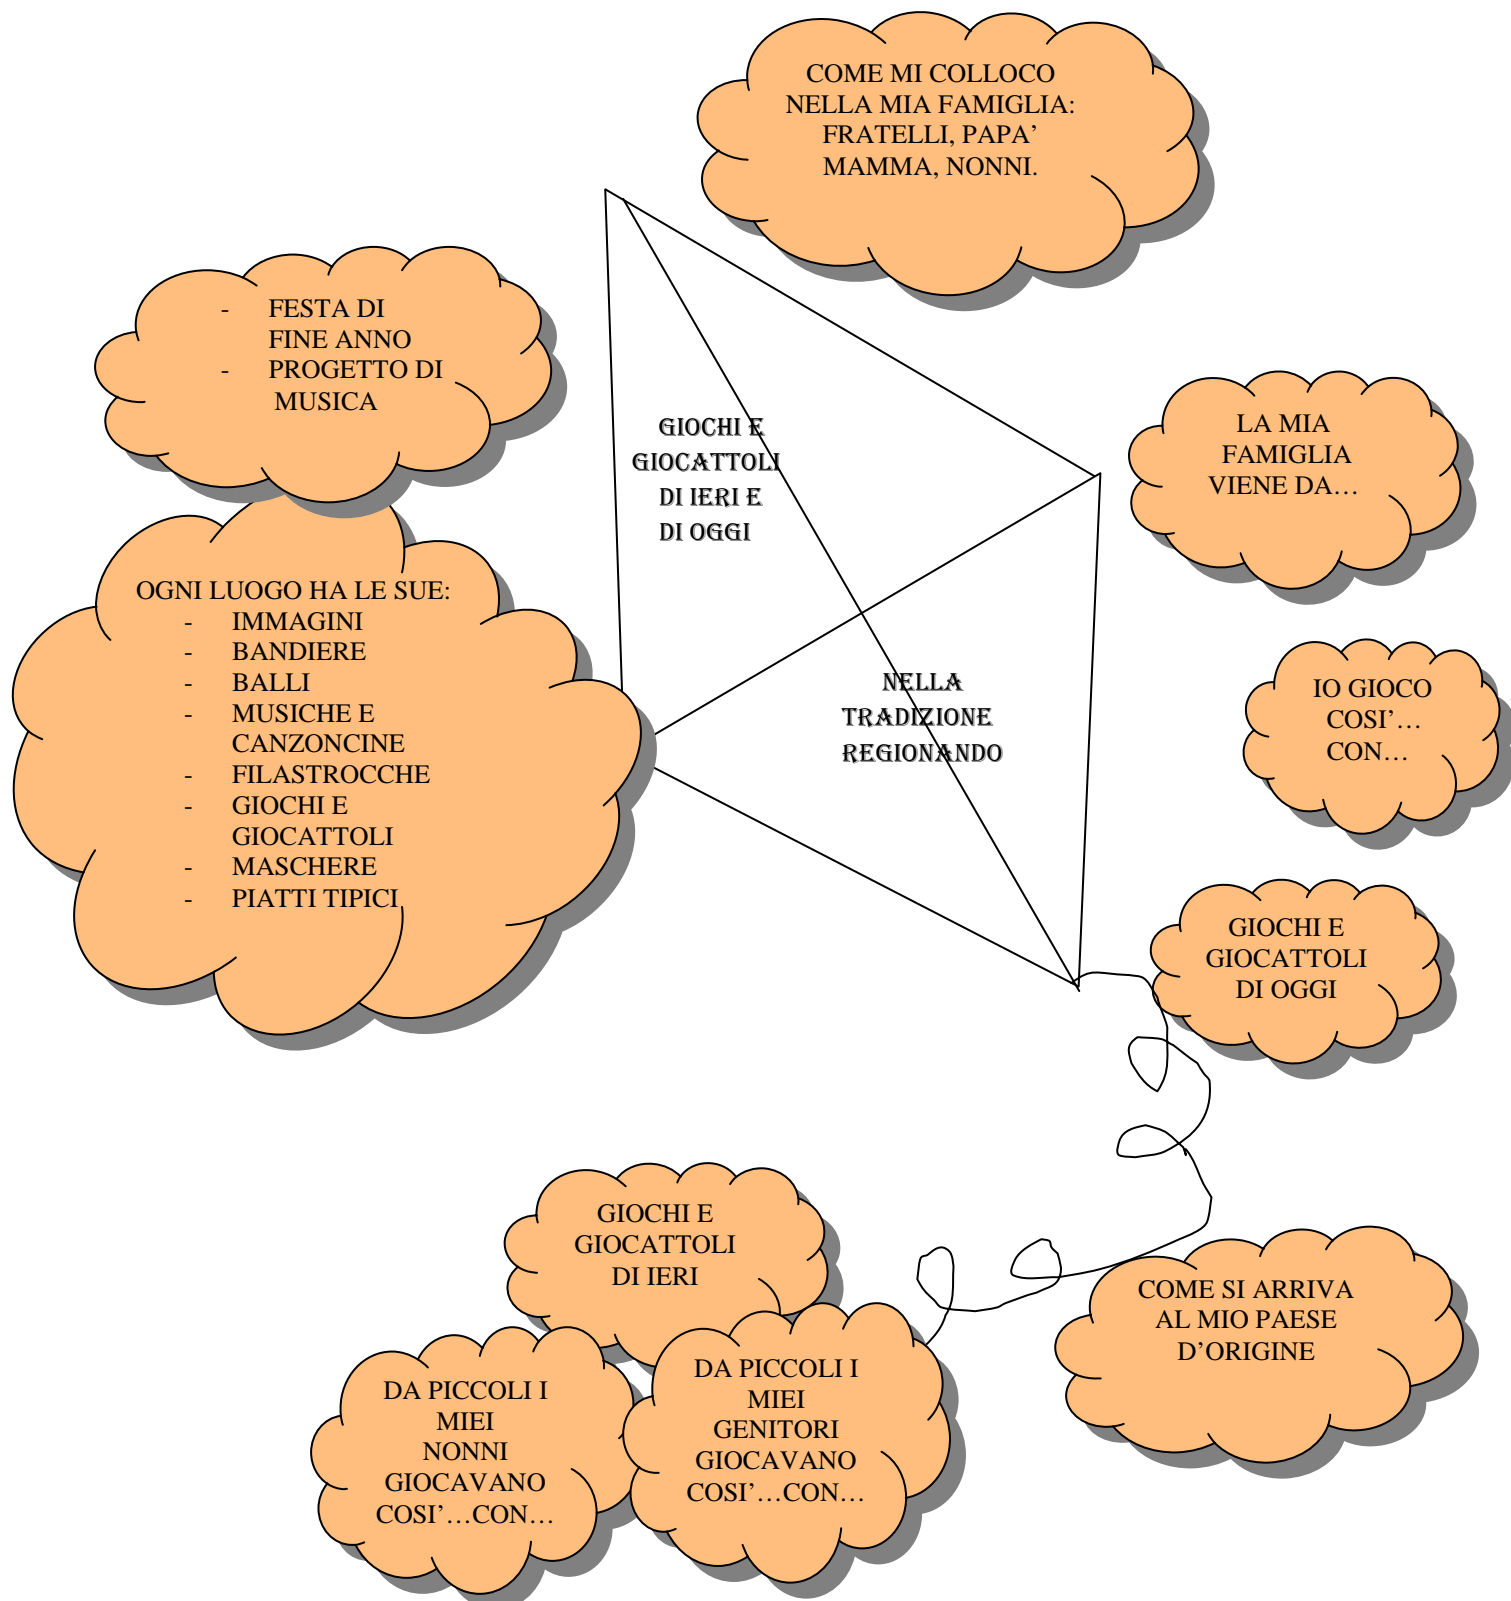 COME MI COLLOCO
NELLA MIA FAMIGLIA:
FRATELLI, PAPA’
MAMMA, NONNI.
- FESTA DI
FINE ANNO
- PROGETTO DI
MUSICA
GIOCHI E
GIOCATTOLI
DI IERI E
DI OGGI
LA MIA
FAMIGLIA
VIENE DA…
OGNI LUOGO HA LE SUE:
- IMMAGINI
- BANDIERE
- BALLI
- MUSICHE E
CANZONCINE
- FILASTROCCHE
- GIOCHI E
GIOCATTOLI
- MASCHERE
- PIATTI TIPICI
NELLA
TRADIZIONE
REGIONANDO
IO GIOCO
COSI’…
CON…
GIOCHI E
GIOCATTOLI
DI OGGI
GIOCHI E
GIOCATTOLI
DI IERI
COME SI ARRIVA
AL MIO PAESE
D’ORIGINE
DA PICCOLI I
MIEI
GENITORI
GIOCAVANO
COSI’…CON…
DA PICCOLI I
MIEI
NONNI
GIOCAVANO
COSI’…CON…